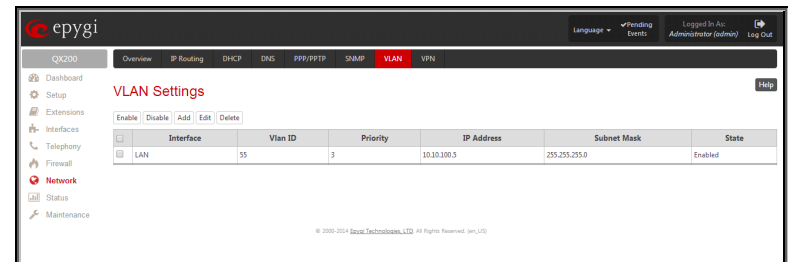 epygi
Language
Pending Events
Logged In As: Administrator (admin)
Log Out
QX200
Overview IP Routing DHCP DNS PPP/PPTP SNMP VLAN VPN
Dashboard
Setup
Extensions
Interfaces
Telephony
Firewall
Network
Status
Maintenance
VLAN Settings
Help
Enable Disable Add Edit Delete
Interface Vlan ID Priority IP Address Subnet Mask State
LAN 55 3 10.10.100.5 255.255.255.0 Enabled
© 2000-2014 Epygi Technologies, LTD. All Rights Reserved. (en_US)